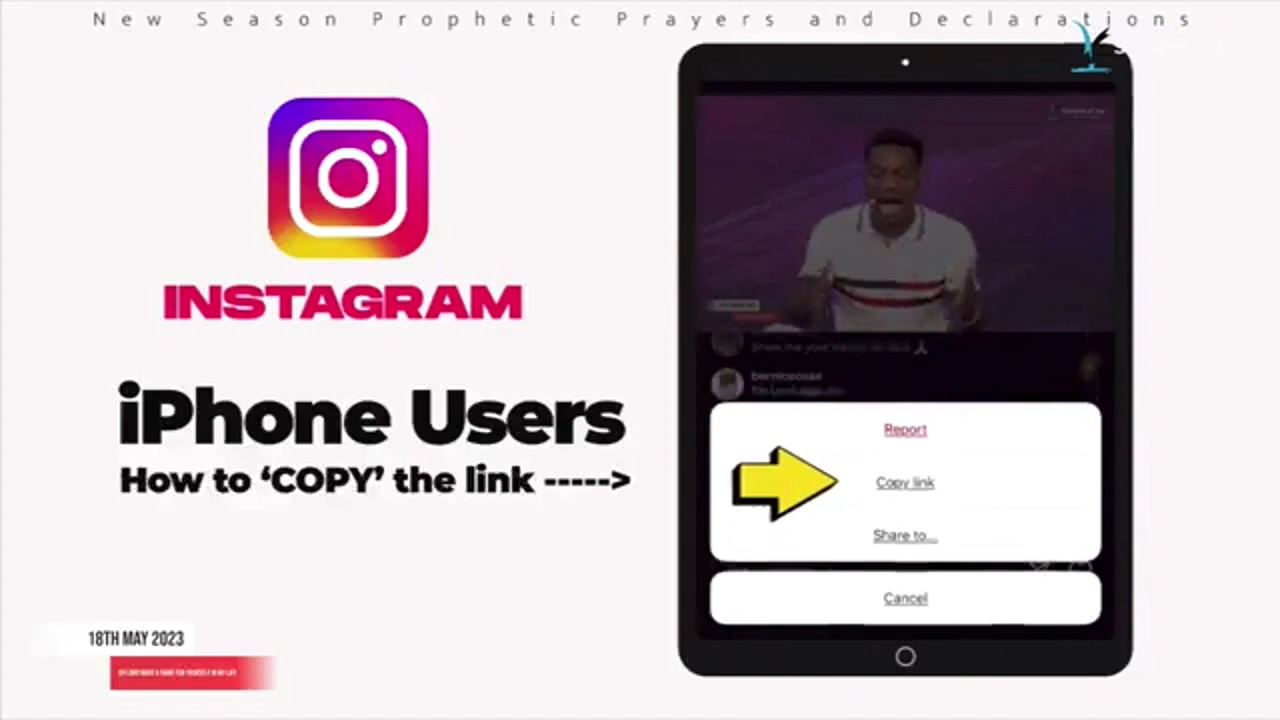 New Season Prophetic Prayers and Declarations
INSTAGRAM
iPhone Users
How to ‘COPY’ the link ----->
Report
Copy link
Share to...
Cancel
18TH MAY 2023